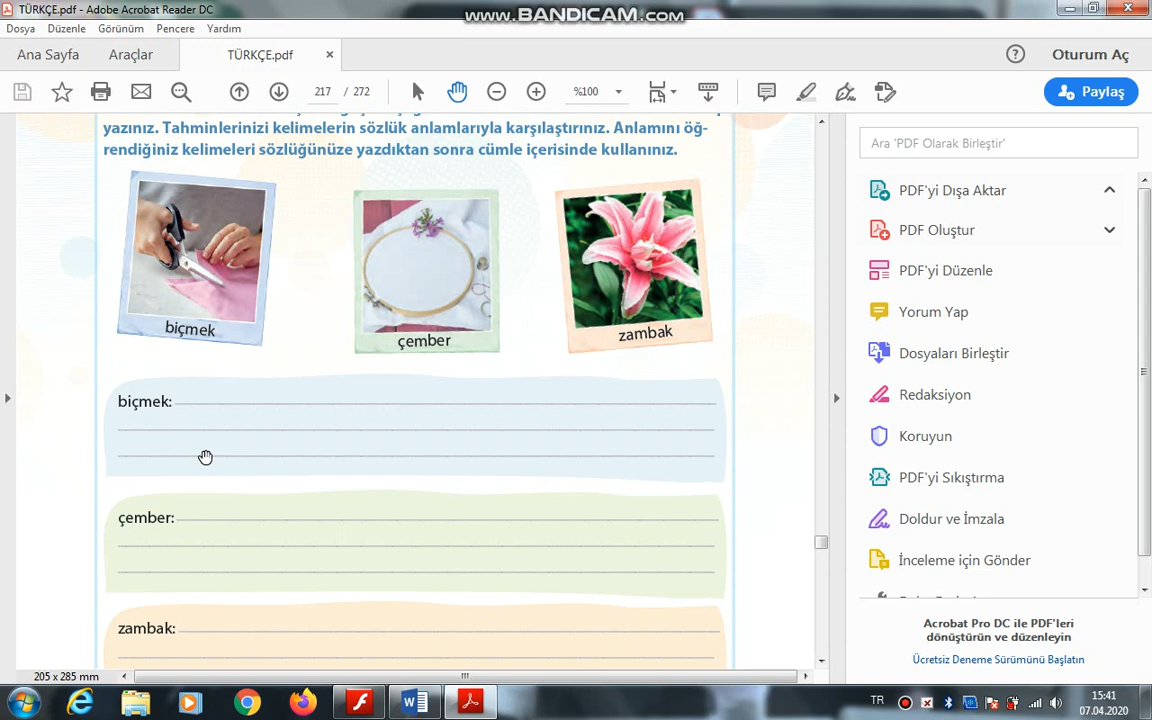 TÜRKÇE.pdf - Adobe Acrobat Reader DC
www.BANDICAM.com
Dosya Düzenle Görünüm Pencere Yardım
Ana Sayfa Araçlar TÜRKÇE.pdf × Oturum Aç
217 / 272 %100 Paylaş
yazınız. Tahminlerinizi kelimelerin sözlük anlamlarıyla karşılaştırınız. Anlamını öğ-
rendiğiniz kelimeleri sözlüğünüze yazdıktan sonra cümle içerisinde kullanınız.
biçmek
çember
zambak
biçmek:
çember:
zambak:
205 x 285 mm
Ara 'PDF Olarak Birleştir'
PDF'yi Dışa Aktar
PDF Oluştur
PDF'yi Düzenle
Yorum Yap
Dosyaları Birleştir
Redaksiyon
Koruyun
PDF'yi Sıkıştırma
Doldur ve İmzala
İnceleme için Gönder
Acrobat Pro DC ile PDF'leri
dönüştürün ve düzenleyin
Ücretsiz Deneme Sürümünü Başlatın
TR
15:41
07.04.2020